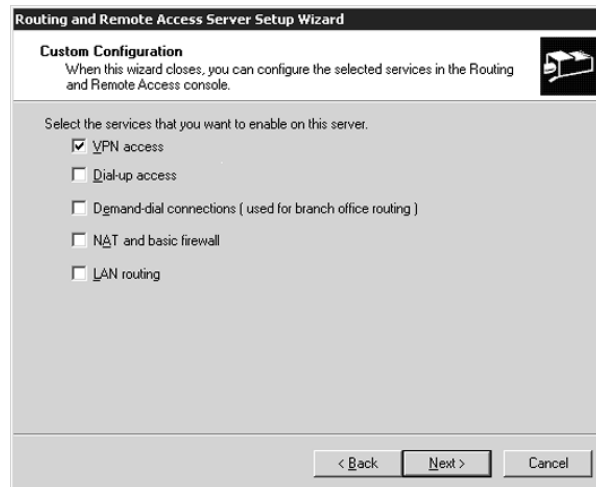 Routing and Remote Access Server Setup Wizard
Custom Configuration
When this wizard closes, you can configure the selected services in the Routing
and Remote Access console.
Select the services that you want to enable on this server.
VPN access
Dial-up access
Demand-dial connections ( used for branch office routing )
NAT and basic firewall
LAN routing
< Back
Next >
Cancel